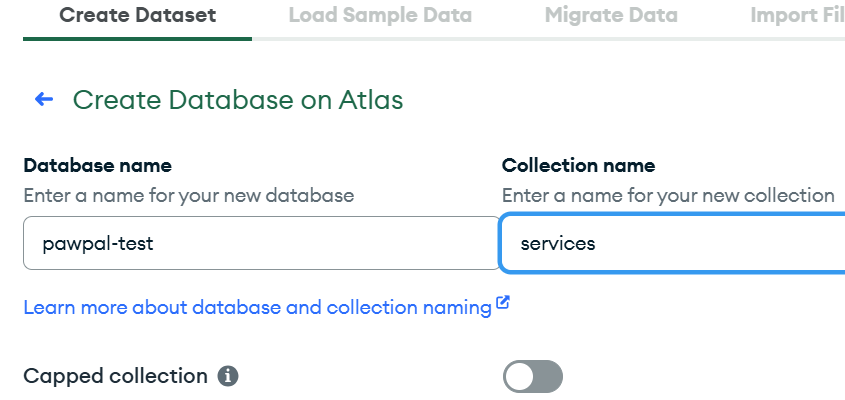 Create Dataset Load Sample Data Migrate Data Import Fil
Create Database on Atlas
Database name Collection name
Enter a name for your new database Enter a name for your new collection
pawpal-test services
Learn more about database and collection naming
Capped collection